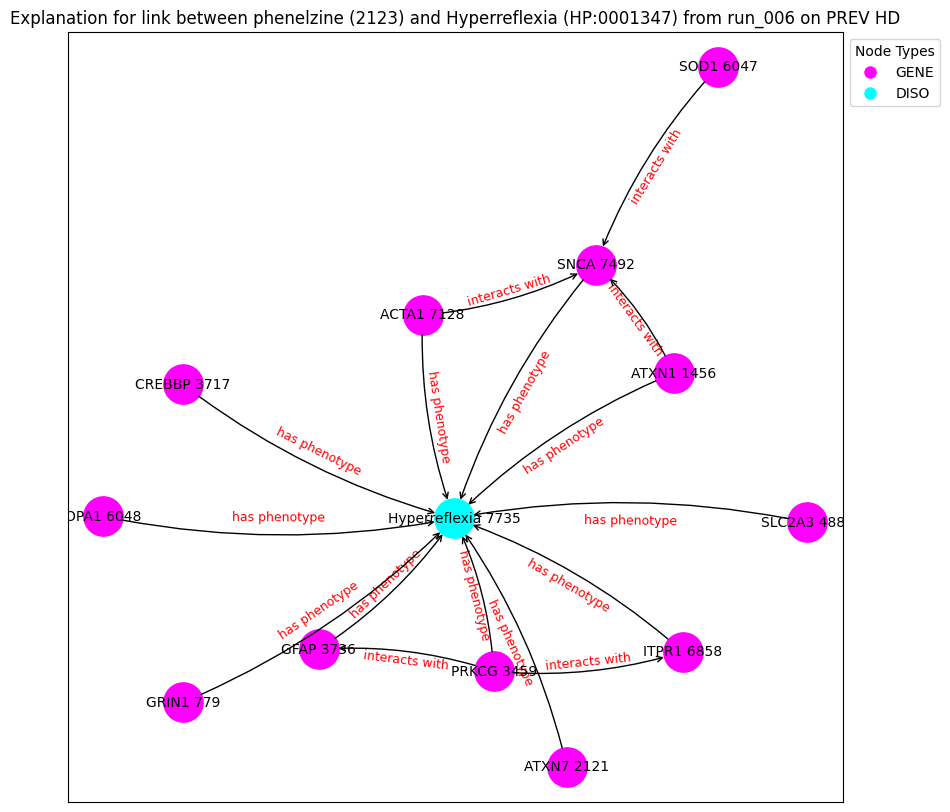 Explanation for link between phenelzine (2123) and Hyperreflexia (HP:0001347) from run_006 on PREV HD
Node Types
GENE
DISO
SOD1 6047
interacts with
SNCA 7492
interacts with
ACTA1 7128
interacts with
ATXN1 1456
CREBBP 3717
has phenotype
has phenotype
has phenotype
has phenotype
OPA1 6048
has phenotype
Hyperreflexia 7735
has phenotype
SLC2A3 488
has phenotype
has phenotype
has phenotype
has phenotype
has phenotype
GFAP 3736
interacts with
PRKCG 3459
interacts with
ITPR1 6858
GRIN1 779
ATXN7 2121